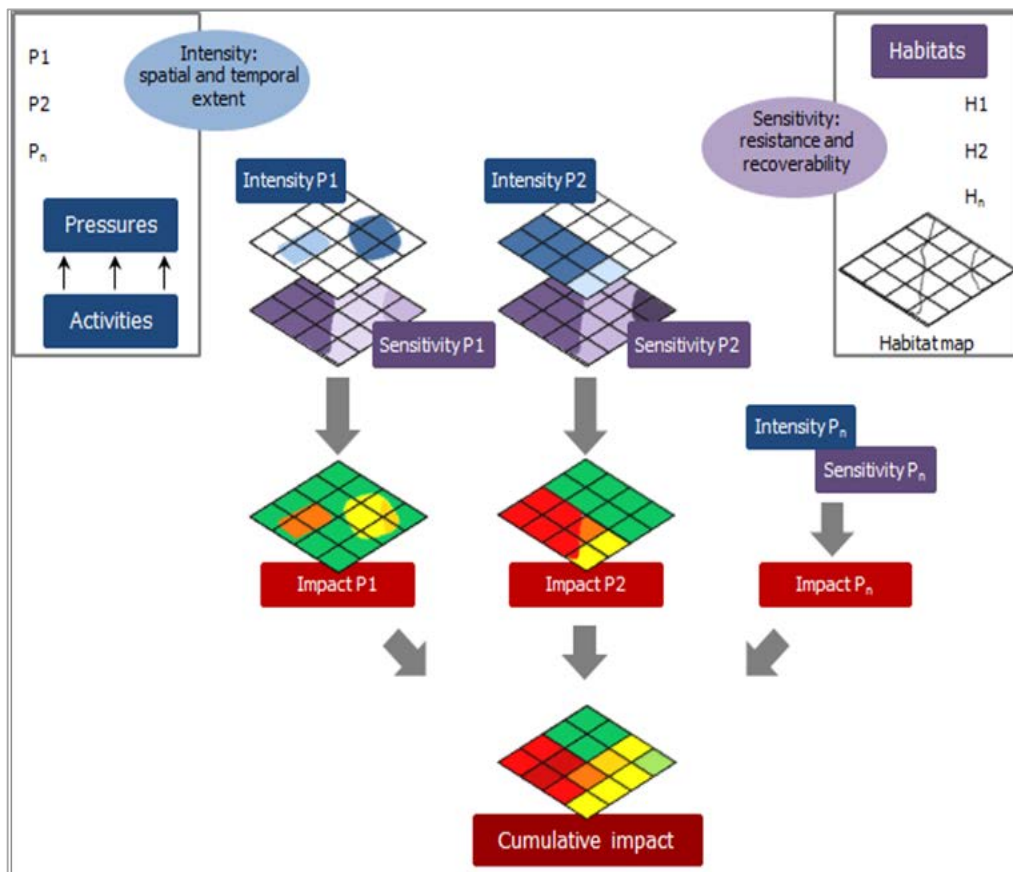 P1
P2
Pn
Intensity:
spatial and temporal
extent
Pressures
Activities
Habitats
H1
H2
Hn
Sensitivity:
resistance and
recoverability
Habitat map
Intensity P1
Sensitivity P1
Intensity P2
Sensitivity P2
Intensity Pn
Sensitivity Pn
Impact P1
Impact P2
Impact Pn
Cumulative impact